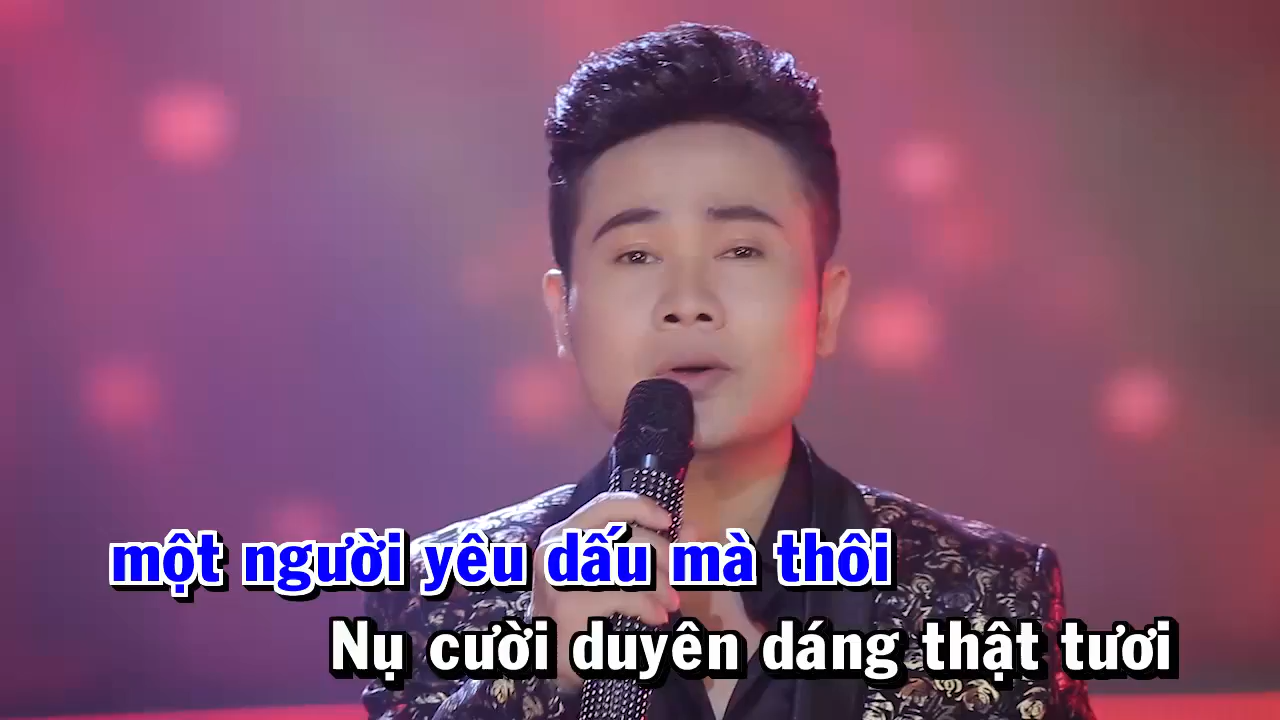 một người yêu dấu mà thôi
Nụ cười duyên dáng thật tươi